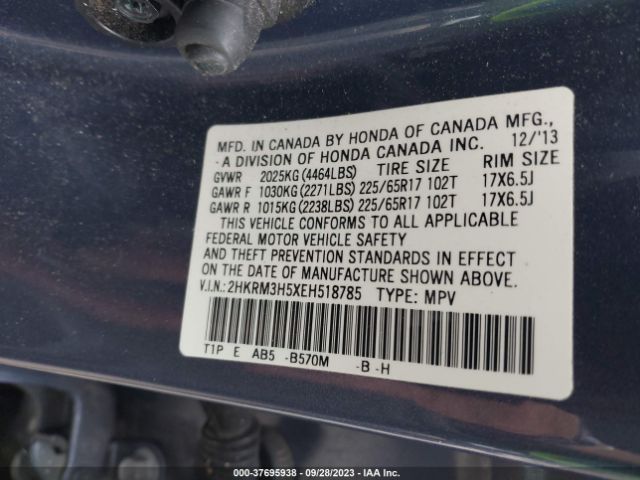 MFD. IN CANADA BY HONDA OF CANADA MFG.,
- A DIVISION OF HONDA CANADA INC. 12/'13
GVWR 2025KG (4464LBS) TIRE SIZE RIM SIZE
GAWR F 1030KG (2271LBS) 225/65R17 102T 17X6.5J
GAWR R 1015KG (2238LBS) 225/65R17 102T 17X6.5J
THIS VEHICLE CONFORMS TO ALL APPLICABLE
FEDERAL MOTOR VEHICLE SAFETY
AND THEFT PREVENTION STANDARDS IN EFFECT
ON THE DATE OF MANUFACTURE SHOWN ABOVE.
V.I.N.: 2HKRM3H5XEH518785 TYPE: MPV
T1P E AB5 -B570M -B -H
000-37695938 - 09/28/2023 - IAA Inc.